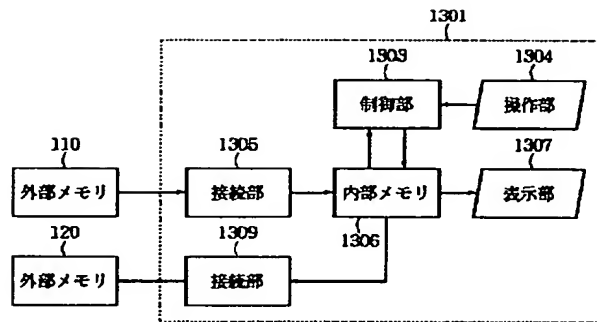 1301
1303 1304
制御部 操作部
110 1305 1307
外部メモリ 接続部 内部メモリ 表示部
120 1309 1306
外部メモリ 接続部